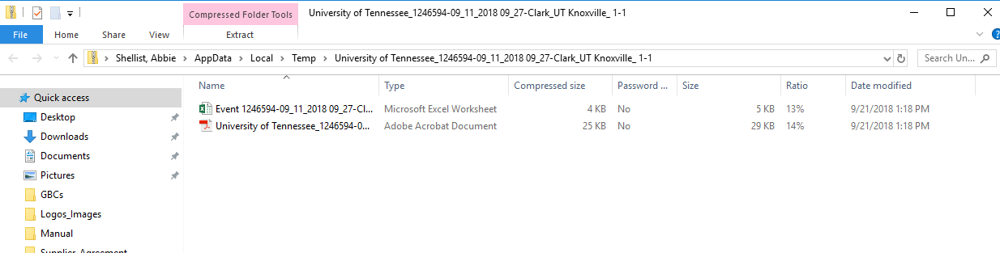 Compressed Folder Tools
University of Tennessee_1246594-09_11_2018 09_27-Clark_UT Knoxville_ 1-1
File Home Share View Extract
Shellist, Abbie > AppData > Local > Temp > University of Tennessee_1246594-09_11_2018 09_27-Clark_UT Knoxville_ 1-1
Search Un...
Name Type Compressed size Password ... Size Ratio Date modified
Event 1246594-09_11_2018 09_27-Cl... Microsoft Excel Worksheet 4 KB No 5 KB 13% 9/21/2018 1:18 PM
University of Tennessee_1246594-0... Adobe Acrobat Document 25 KB No 29 KB 14% 9/21/2018 1:18 PM
Quick access
Desktop
Downloads
Documents
Pictures
GBCs
Logos_Images
Manual
Supplier_Agreement